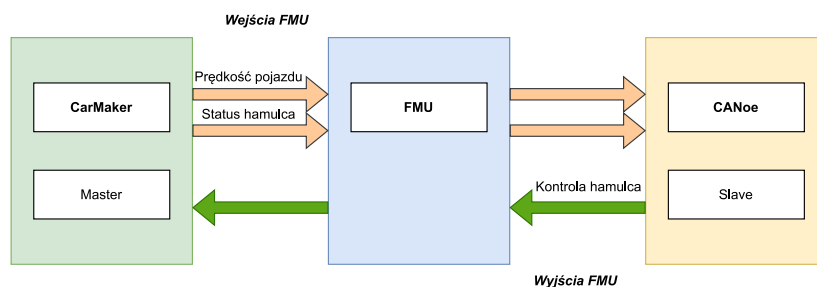 Wejścia FMU
Prędkość pojazdu
CarMaker
FMU
CANoe
Status hamulca
Master
Kontrola hamulca
Slave
Wyjścia FMU